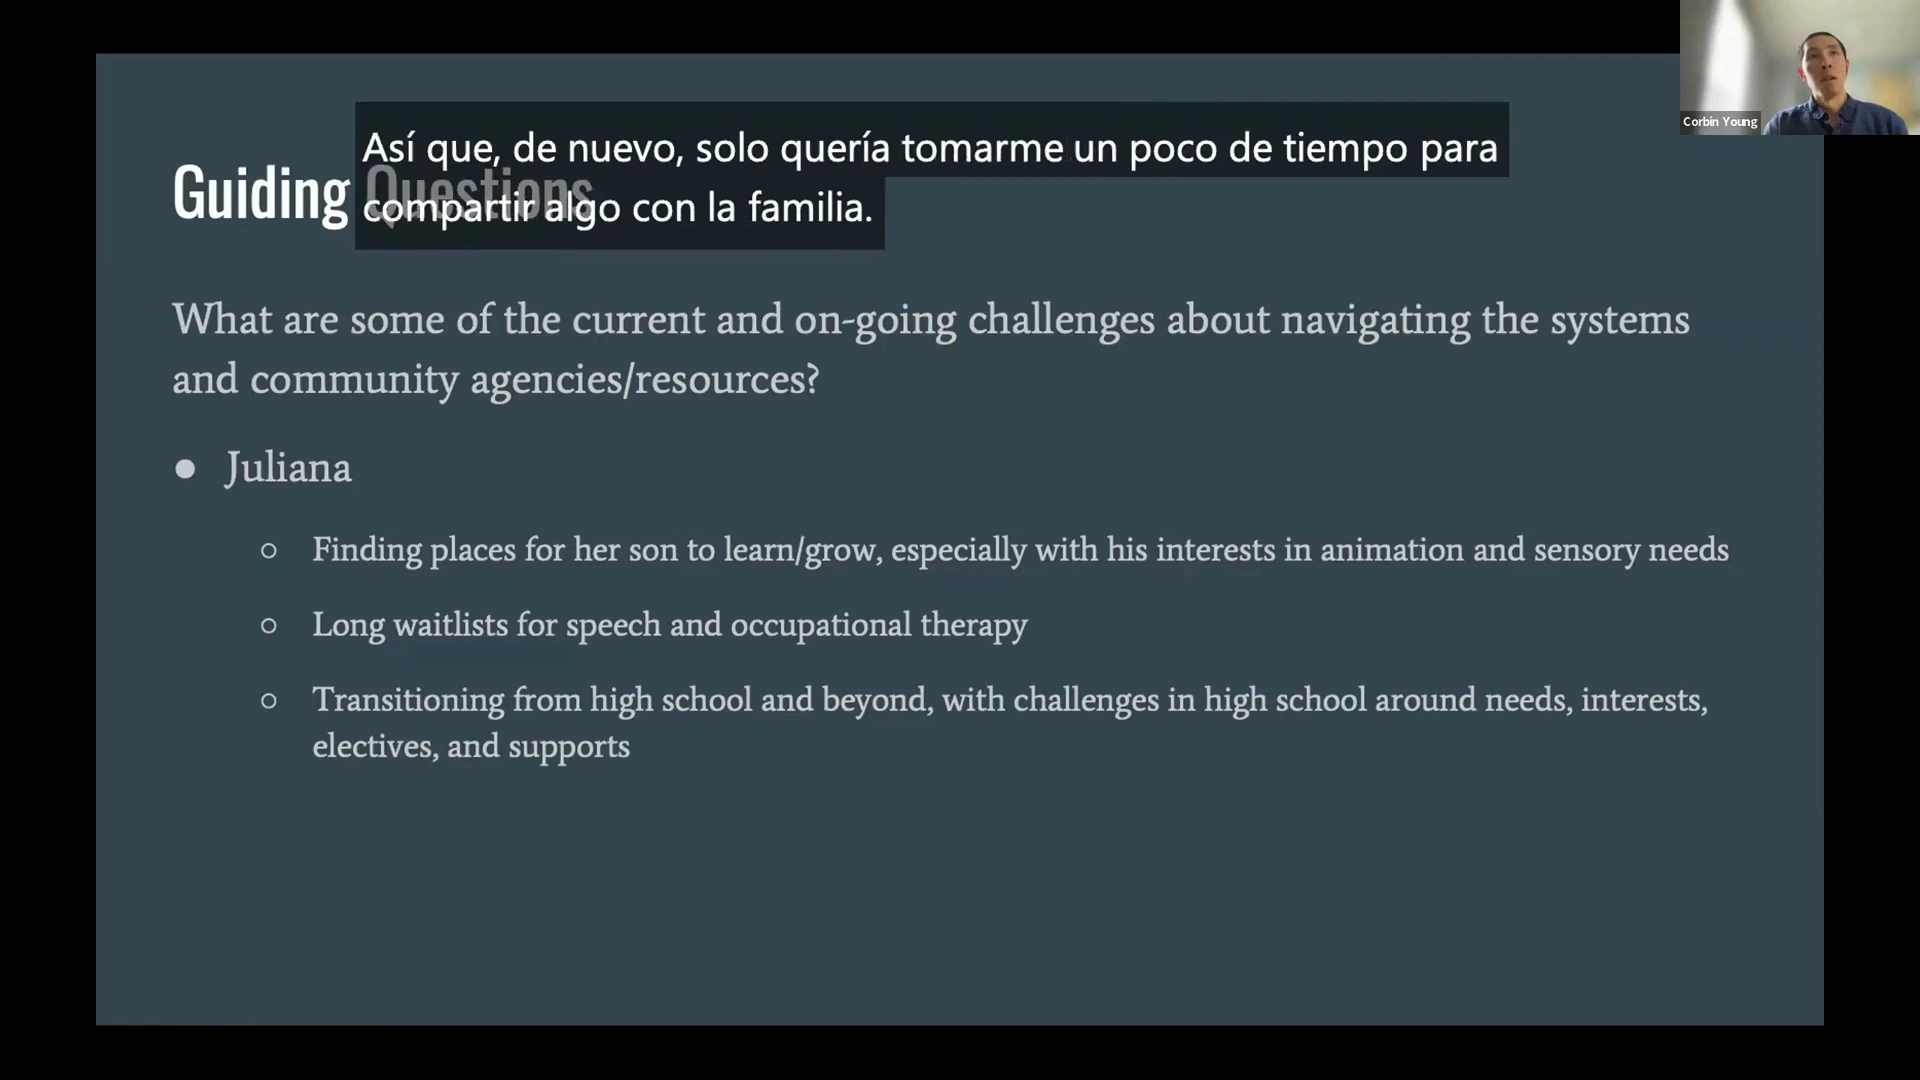 Corbin Young
Así que, de nuevo, solo quería tomarme un poco de tiempo para
compartir algo con la familia.
Guiding Questions
What are some of the current and on-going challenges about navigating the systems
and community agencies/resources?
● Juliana
○ Finding places for her son to learn/grow, especially with his interests in animation and sensory needs
○ Long waitlists for speech and occupational therapy
○ Transitioning from high school and beyond, with challenges in high school around needs, interests,
electives, and supports